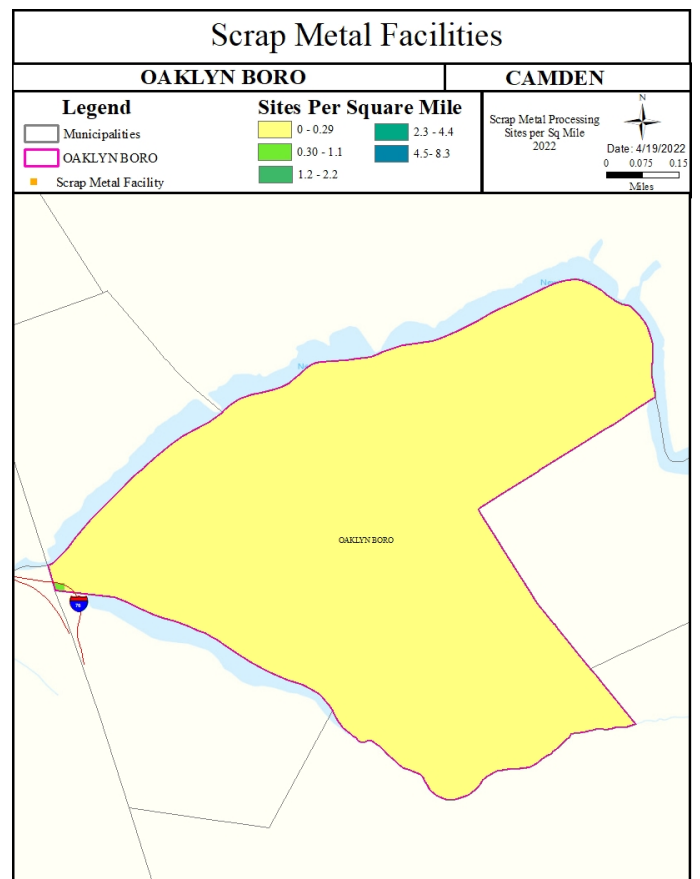 Scrap Metal Facilities
OAKLYN BORO
CAMDEN
Legend
Municipalities
OAKLYN BORO
Scrap Metal Facility
Sites Per Square Mile
0 - 0.29
0.30 - 1.1
1.2 - 2.2
2.3 - 4.4
4.5- 8.3
Scrap Metal Processing
Sites per Sq Mile
2022
N
Date: 4/19/2022
0 0.075 0.15
Miles
OAKLYN BORO
76